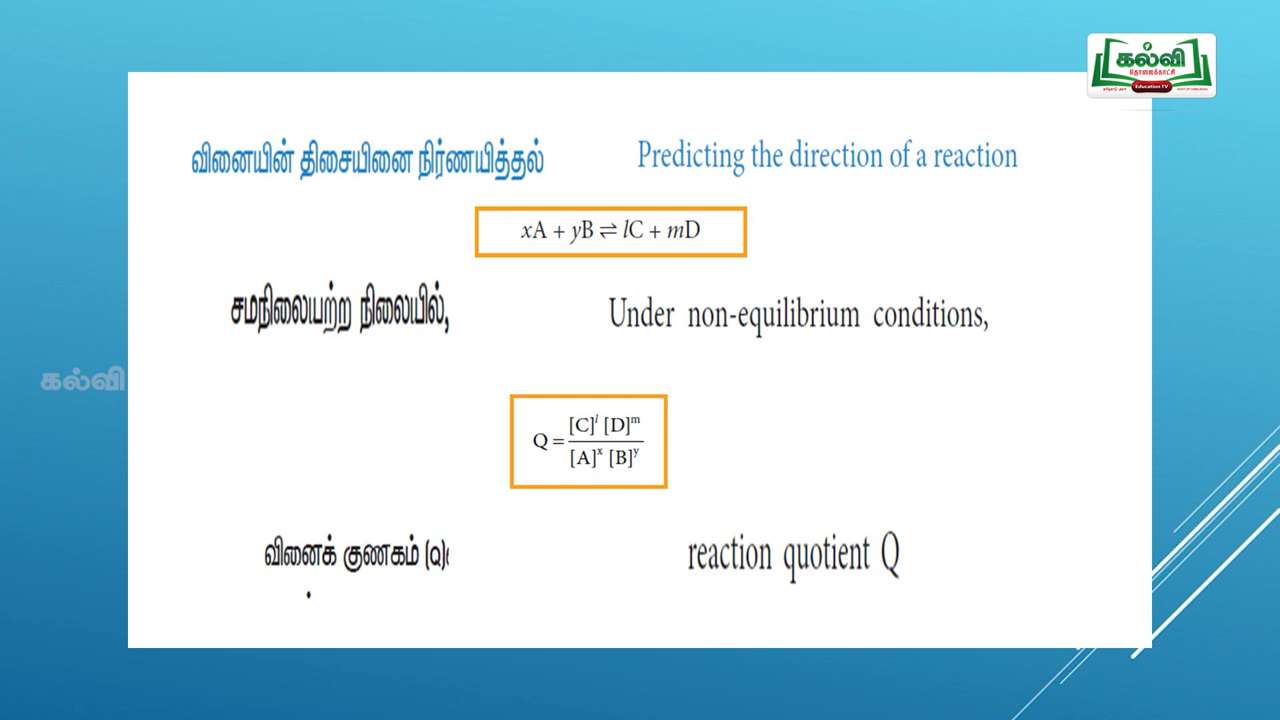 கல்வி
தொலைக்காட்சி
Education TV
வினையின் திசையினை நிர்ணயித்தல்
Predicting the direction of a reaction
xA + yB ⇌ lC + mD
சமநிலையற்ற நிலையில்,
Under non-equilibrium conditions,
கல்வி
Q = [C]^l [D]^m / [A]^x [B]^y
வினைக் குணகம் (Q)
reaction quotient Q